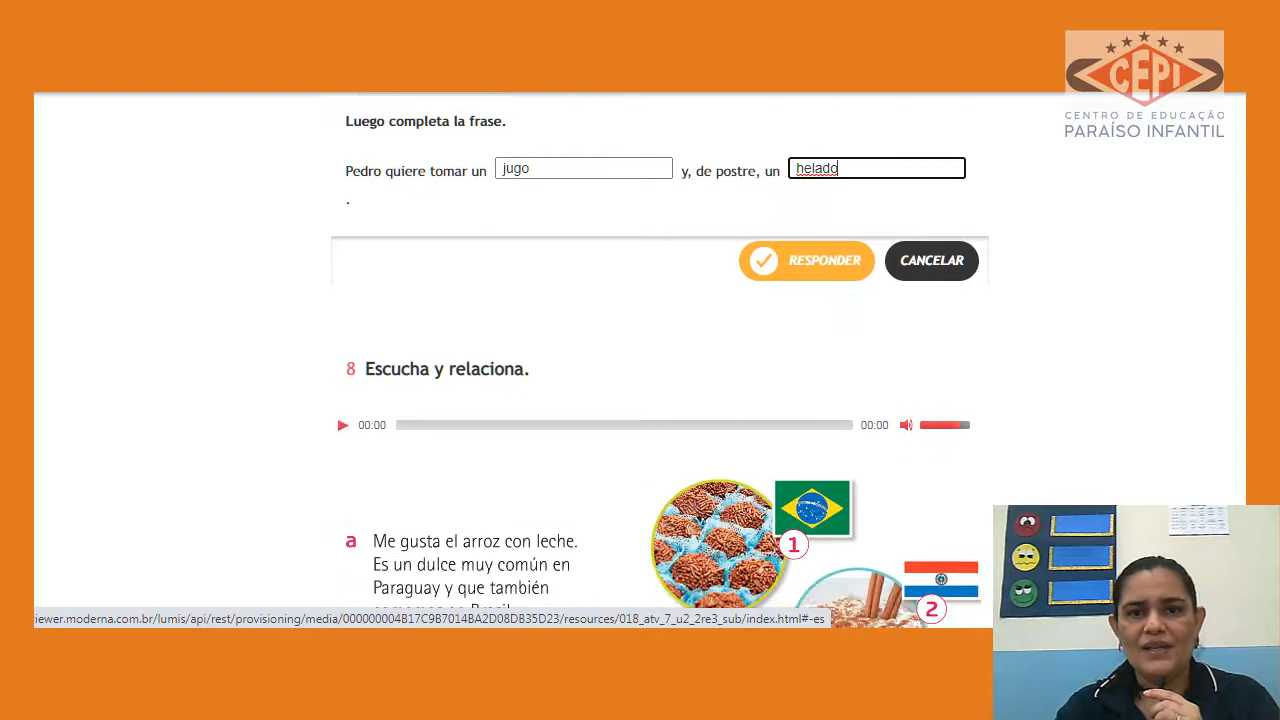 CEPI
CENTRO DE EDUCAÇÃO
PARAÍSO INFANTIL
Luego completa la frase.
Pedro quiere tomar un jugo y, de postre, un helado
.
RESPONDER CANCELAR
8 Escucha y relaciona.
00:00 00:00
1
a Me gusta el arroz con leche.
Es un dulce muy común en
Paraguay y que también
2
iewer.moderna.com.br/lumis/api/rest/provisioning/media/000000004B17C9B7014BA2D08DB35D23/resources/018_atv_7_u2_2re3_sub/index.html#-es